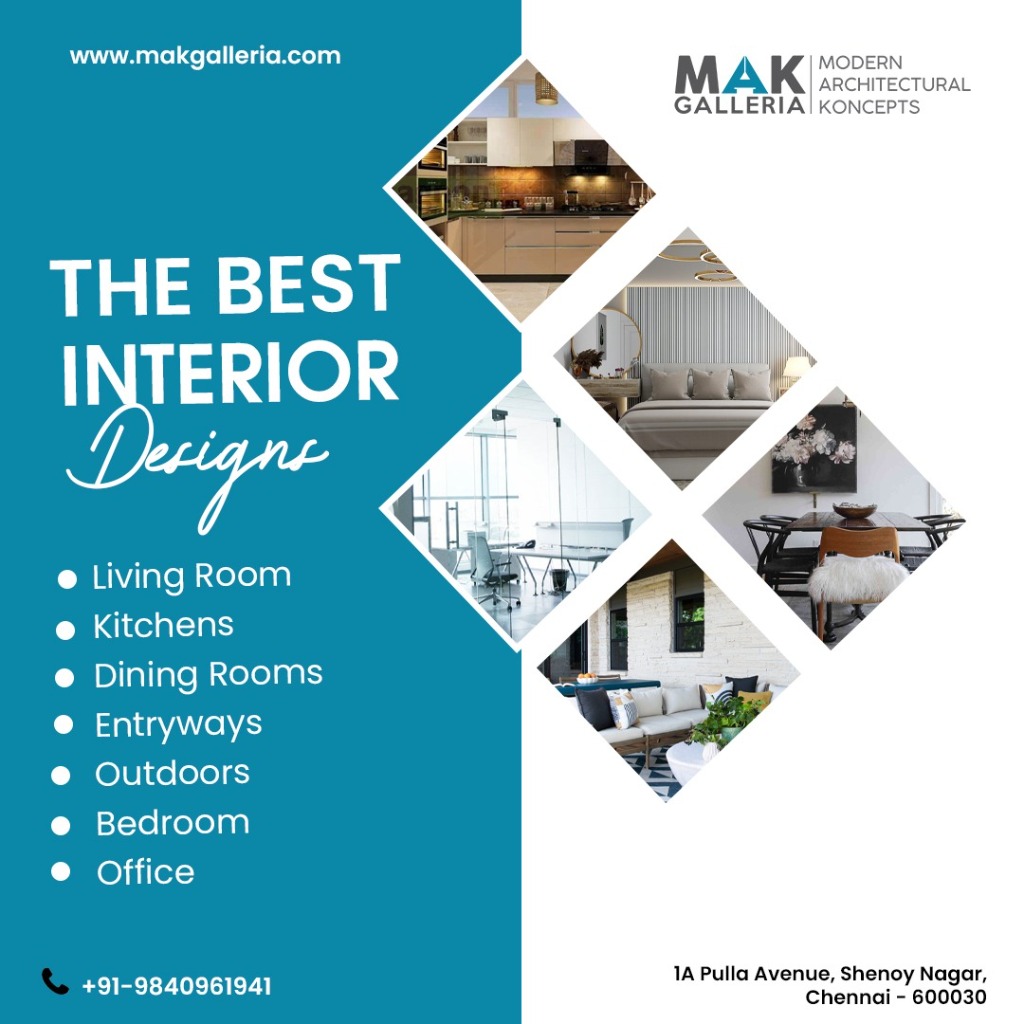 www.makgalleria.com
MAK
GALLERIA
MODERN
ARCHITECTURAL
KONCEPTS
THE BEST
INTERIOR
Designs
Living Room
Kitchens
Dining Rooms
Entryways
Outdoors
Bedroom
Office
+91-9840961941
1A Pulla Avenue, Shenoy Nagar,
Chennai - 600030